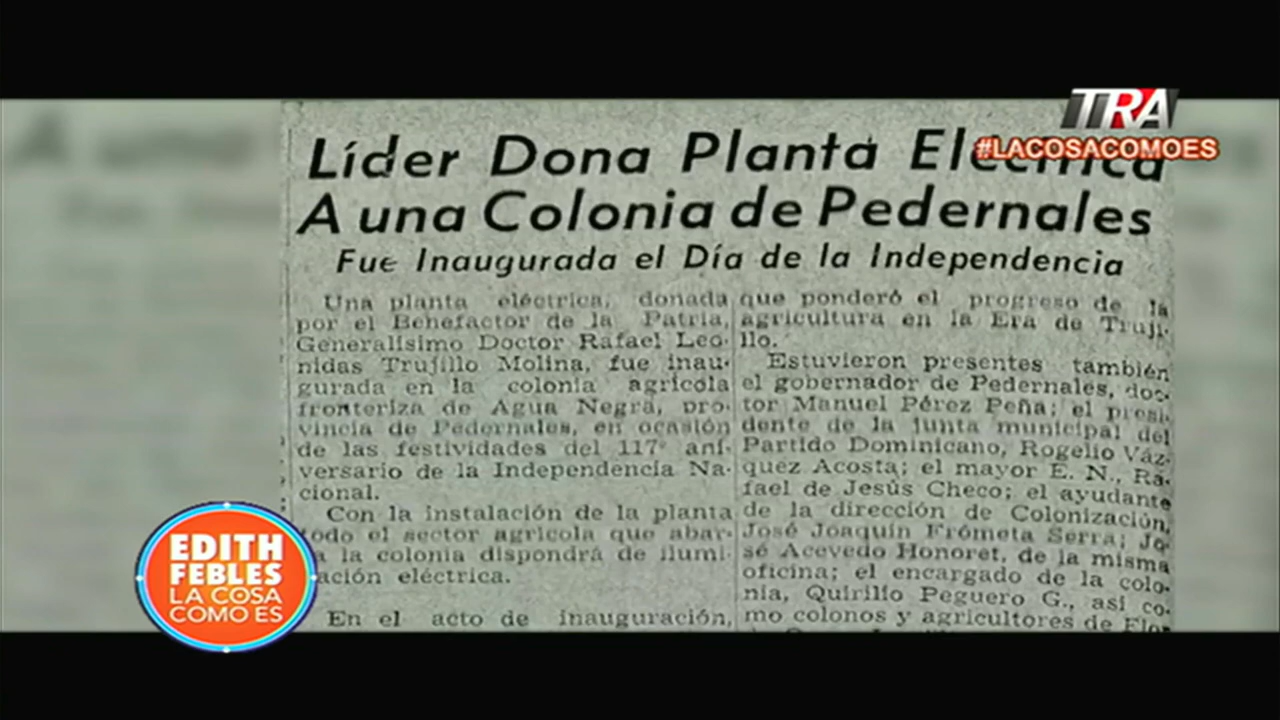 TRA
#LACOSACOMOES
Líder Dona Planta Eléctrica
A una Colonia de Pedernales
Fue Inaugurada el Día de la Independencia
Una planta eléctrica, donada
por el Benefactor de la Patria,
Generalísimo Doctor Rafael Leo-
nidas Trujillo Molina, fue inau-
gurada en la colonia agrícola
fronteriza de Agua Negra, pro-
vincia de Pedernales, en ocasión
de las festividades del 117º ani-
versario de la Independencia Na-
cional.
Con la instalación de la planta
todo el sector agrícola que abar-
a la colonia dispondrá de ilumi-
ación eléctrica.
En el acto de inauguración,
que ponderó el progreso de la
agricultura en la Era de Truji-
llo.
Estuvieron presentes también
el gobernador de Pedernales, doc-
tor Manuel Pérez Peña; el presi-
dente de la junta municipal del
Partido Dominicano, Rogelio Váz-
quez Acosta; el mayor E. N., Ra-
fael de Jesús Checo; el ayudante
de la dirección de Colonización,
José Joaquín Frómeta Serra; Jo-
sé Acevedo Honoret, de la misma
oficina; el encargado de la colo-
nia, Quirilio Peguero G., así co-
mo colonos y agricultores de
EDITH
FEBLES
LA COSA
COMO ES